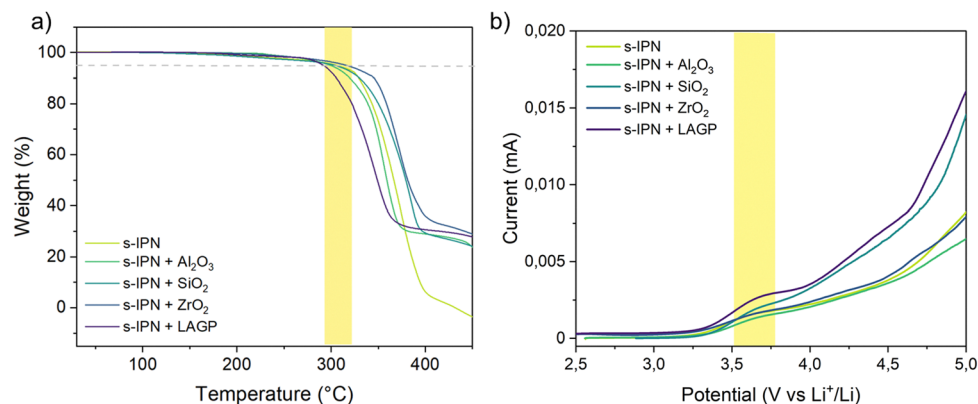 a)
Weight (%)
100
80
60
40
20
0
s-IPN
s-IPN + Al₂O₃
s-IPN + SiO₂
s-IPN + ZrO₂
s-IPN + LAGP
100
200
300
400
Temperature (°C)
b)
Current (mA)
0,020
0,015
0,010
0,005
0,000
s-IPN
s-IPN + Al₂O₃
s-IPN + SiO₂
s-IPN + ZrO₂
s-IPN + LAGP
2,5
3,0
3,5
4,0
4,5
5,0
Potential (V vs Li⁺/Li)